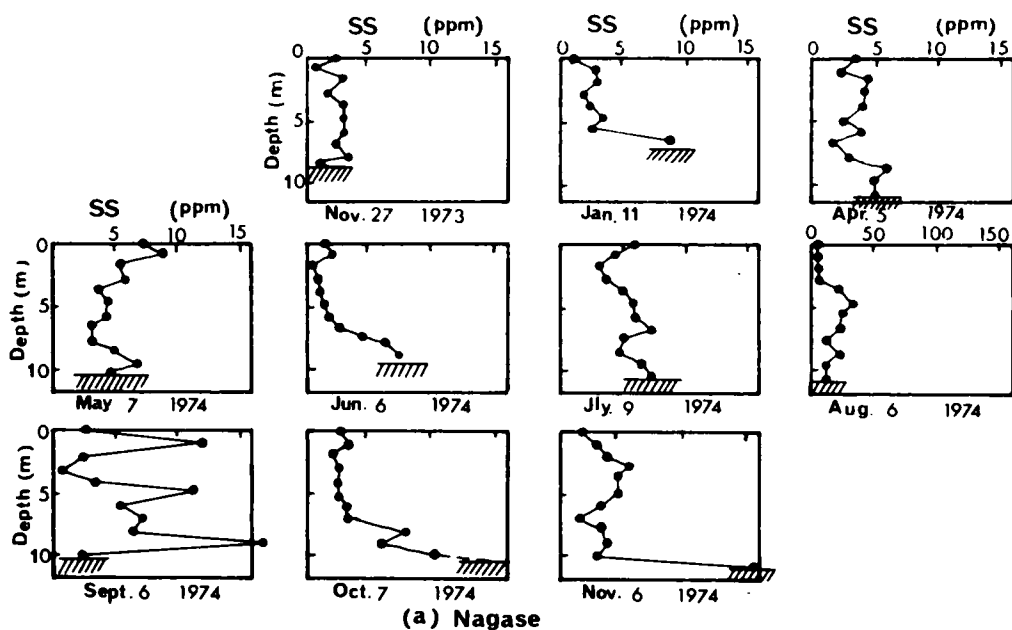 SS (ppm) SS (ppm) SS (ppm)
5 10 15 0 5 10 15 0 5 10 15
0
5
10
Depth (m)
Nov. 27 1973 Jan. 11 1974 Apr. 5 1974
SS (ppm)
5 10 15 0 50 100 150
0
5
10
Depth (m)
May 7 1974 Jun. 6 1974 Jly. 9 1974 Aug. 6 1974
0
5
10
Depth (m)
Sept. 6 1974 Oct. 7 1974 Nov. 6 1974
(a) Nagase